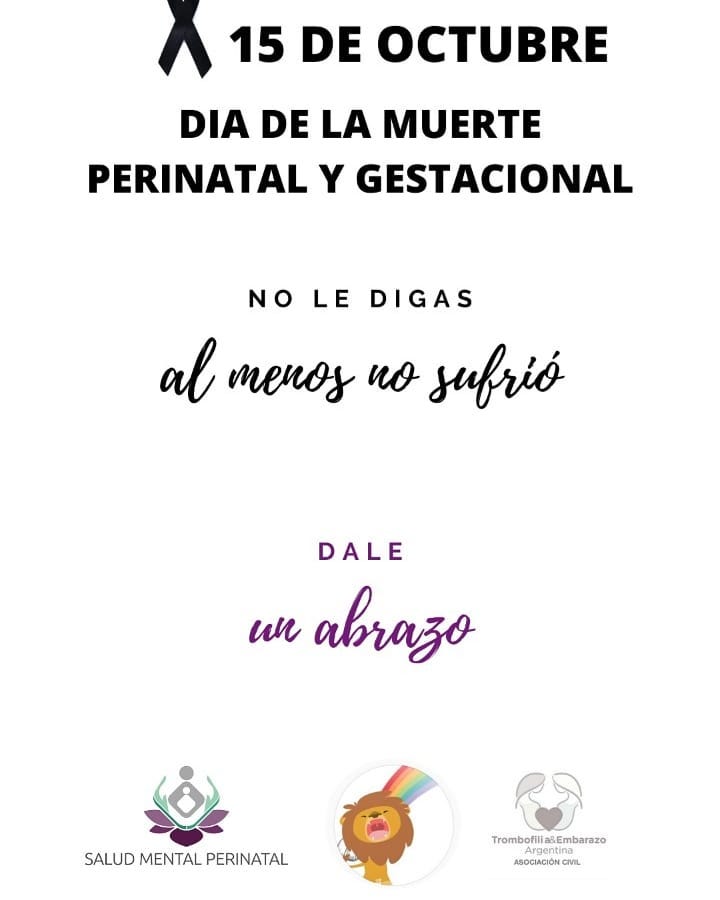 15 DE OCTUBRE
DIA DE LA MUERTE
PERINATAL Y GESTACIONAL
NO LE DIGAS
al menos no sufrió
DALE
un abrazo
SALUD MENTAL PERINATAL
Trombofilia&Embarazo
Argentina
ASOCIACIÓN CIVIL